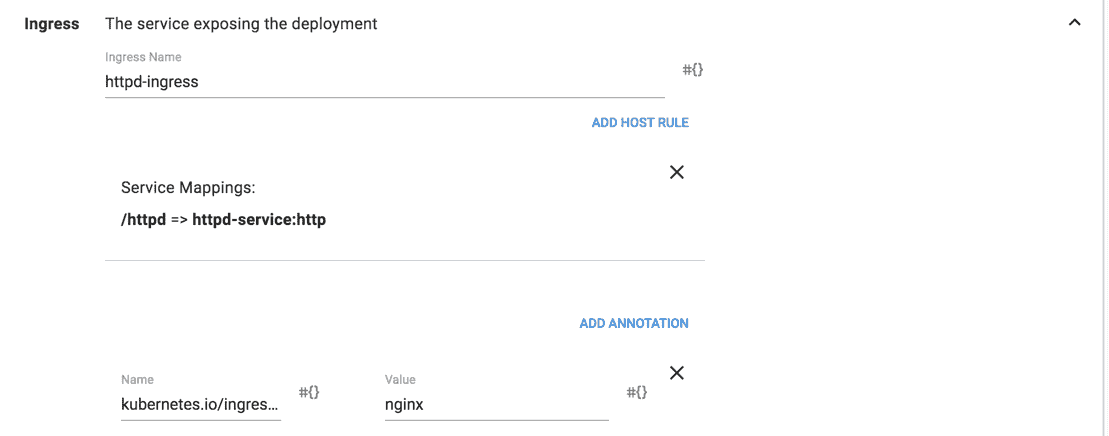 Ingress The service exposing the deployment
Ingress Name
httpd-ingress #{}
ADD HOST RULE
Service Mappings:
/httpd => httpd-service:http
ADD ANNOTATION
Name Value
kubernetes.io/ingres... #{} nginx #{}